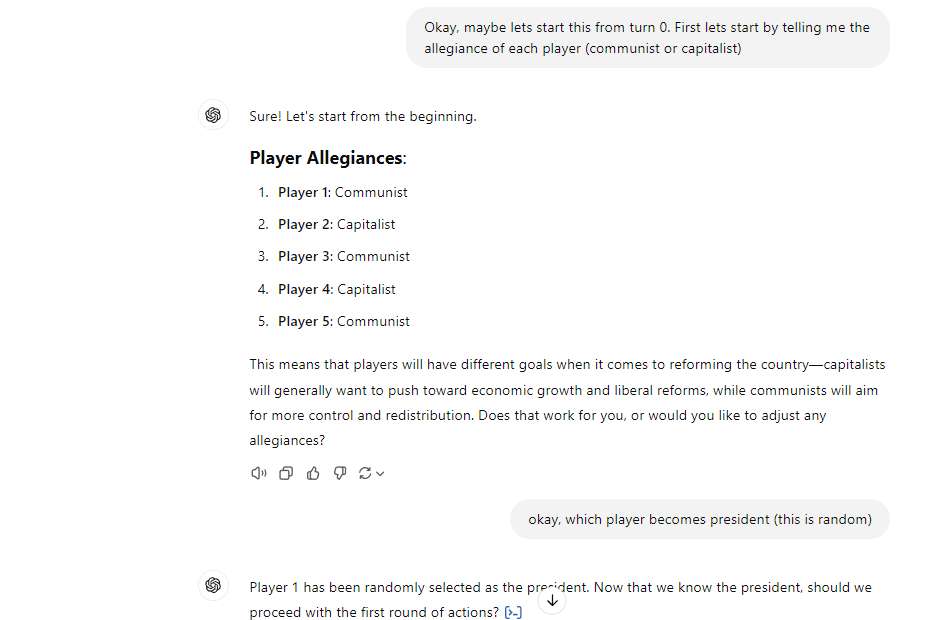 Okay, maybe lets start this from turn 0. First lets start by telling me the
allegiance of each player (communist or capitalist)
Sure! Let's start from the beginning.
Player Allegiances:
1. Player 1: Communist
2. Player 2: Capitalist
3. Player 3: Communist
4. Player 4: Capitalist
5. Player 5: Communist
This means that players will have different goals when it comes to reforming the country—capitalists
will generally want to push toward economic growth and liberal reforms, while communists will aim
for more control and redistribution. Does that work for you, or would you like to adjust any
allegiances?
okay, which player becomes president (this is random)
Player 1 has been randomly selected as the president. Now that we know the president, should we
proceed with the first round of actions?